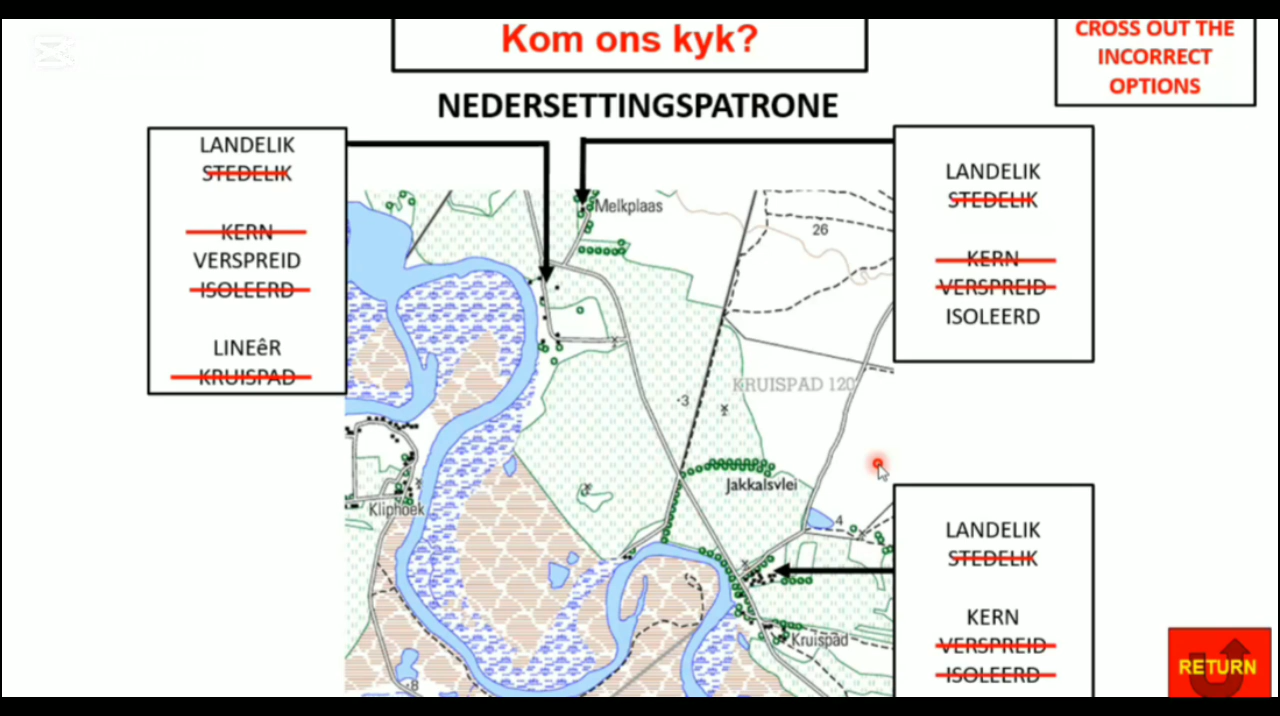 Kom ons kyk?
CROSS OUT THE
INCORRECT
OPTIONS
NEDERSETTINGSPATRONE
LANDELIK
STEDELIK
KERN
VERSPREID
ISOLEERD
LINEêR
KRUISPAD
LANDELIK
STEDELIK
KERN
VERSPREID
ISOLEERD
Melkplaas
26
KRUISPAD 120
·3
Jakkalsvlei
Kliphoek
4
Kruispad
·8
LANDELIK
STEDELIK
KERN
VERSPREID
ISOLEERD
RETURN